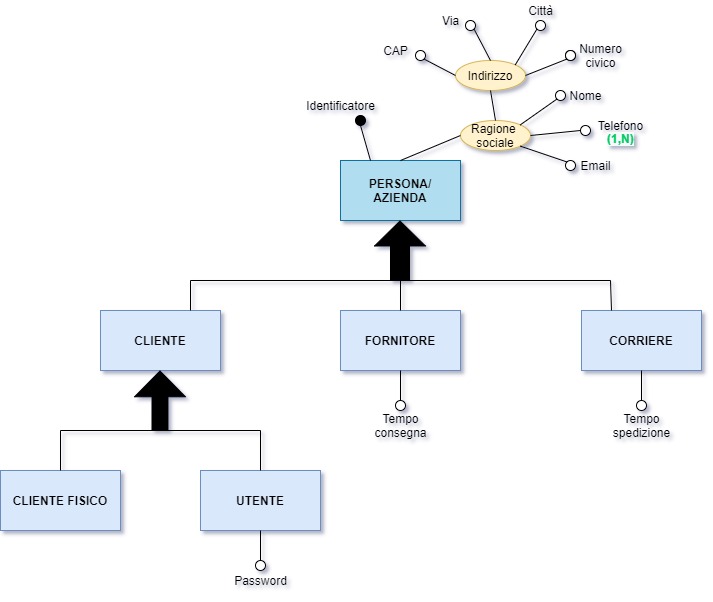 Città
Via
CAP
Numero
civico
Indirizzo
Nome
Identificatore
Ragione
sociale
Telefono
(1,N)
Email
PERSONA/
AZIENDA
CLIENTE
FORNITORE
CORRIERE
Tempo
consegna
Tempo
spedizione
CLIENTE FISICO
UTENTE
Password